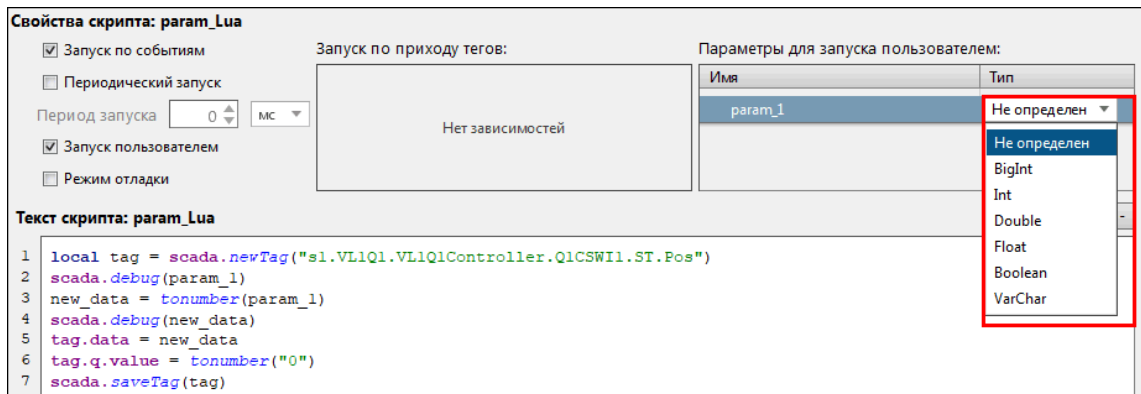 Свойства скрипта: param_Lua
Запуск по событиям
Периодический запуск
Период запуска 0 мс
Запуск пользователем
Режим отладки
Запуск по приходу тегов:
Нет зависимостей
Параметры для запуска пользователем:
Имя Тип
param_1 Не определен
Не определен
BigInt
Int
Double
Float
Boolean
VarChar
Текст скрипта: param_Lua
-
1 local tag = scada.newTag("s1.VL1Q1.VL1Q1Controller.Q1CSWI1.ST.Pos")
2 scada.debug(param_1)
3 new_data = tonumber(param_1)
4 scada.debug(new_data)
5 tag.data = new_data
6 tag.q.value = tonumber("0")
7 scada.saveTag(tag)